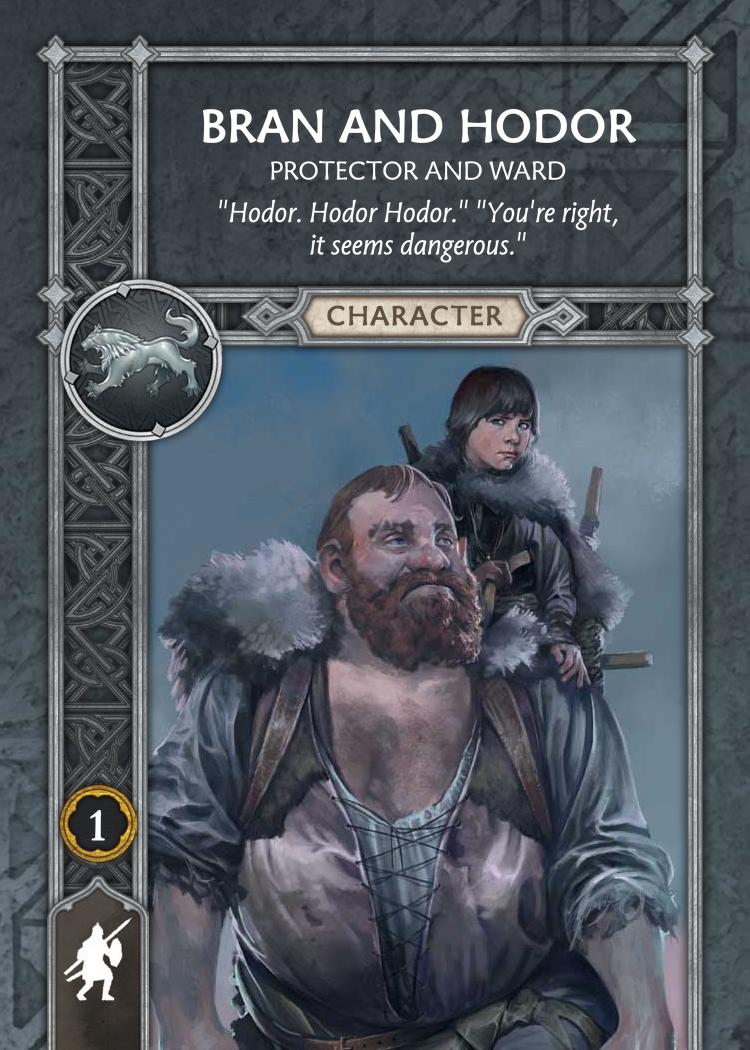 BRAN AND HODOR
PROTECTOR AND WARD
"Hodor. Hodor Hodor." "You're right,
it seems dangerous."
CHARACTER
1